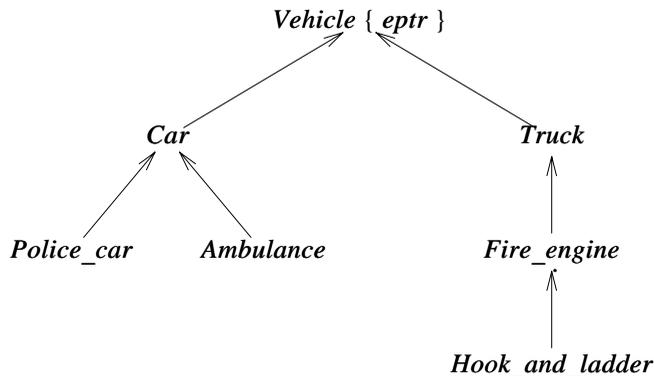 Vehicle { eptr }
Car Truck
Police_car Ambulance Fire_engine
Hook and ladder